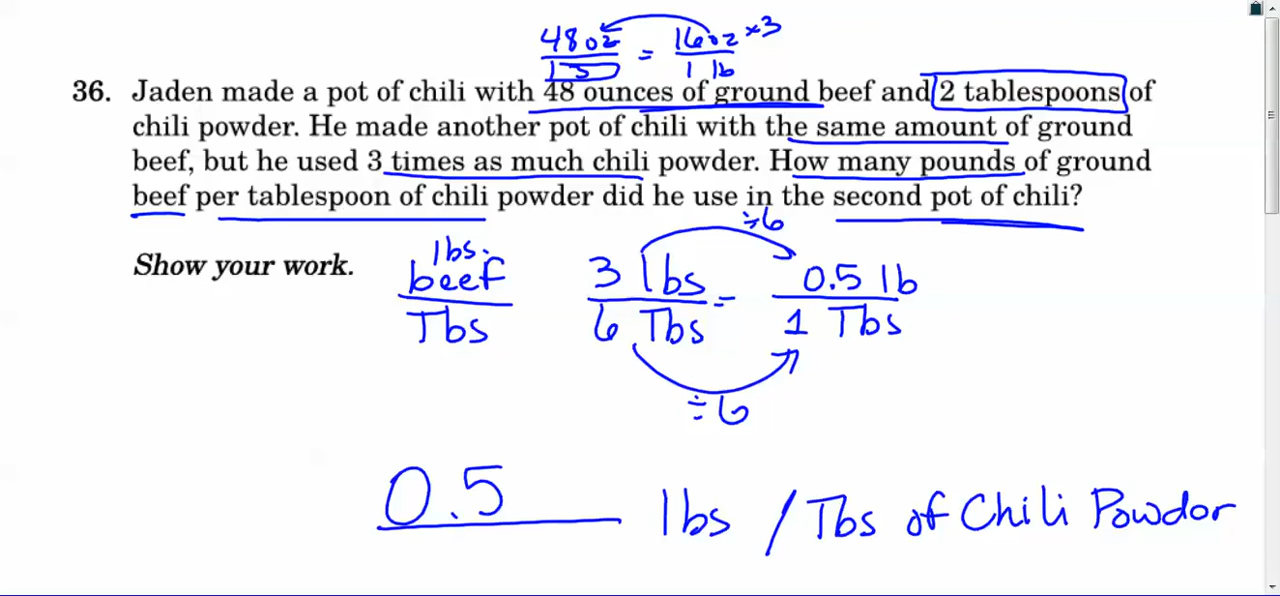 48oz = 16oz ×3
1 lb
36. Jaden made a pot of chili with 48 ounces of ground beef and 2 tablespoons of
chili powder. He made another pot of chili with the same amount of ground
beef, but he used 3 times as much chili powder. How many pounds of ground
beef per tablespoon of chili powder did he use in the second pot of chili?
÷6
Show your work.
lbs.
beef 3 lbs = 0.5 lb
Tbs 6 Tbs 1 Tbs
÷6
0.5 lbs / Tbs of Chili Powdor